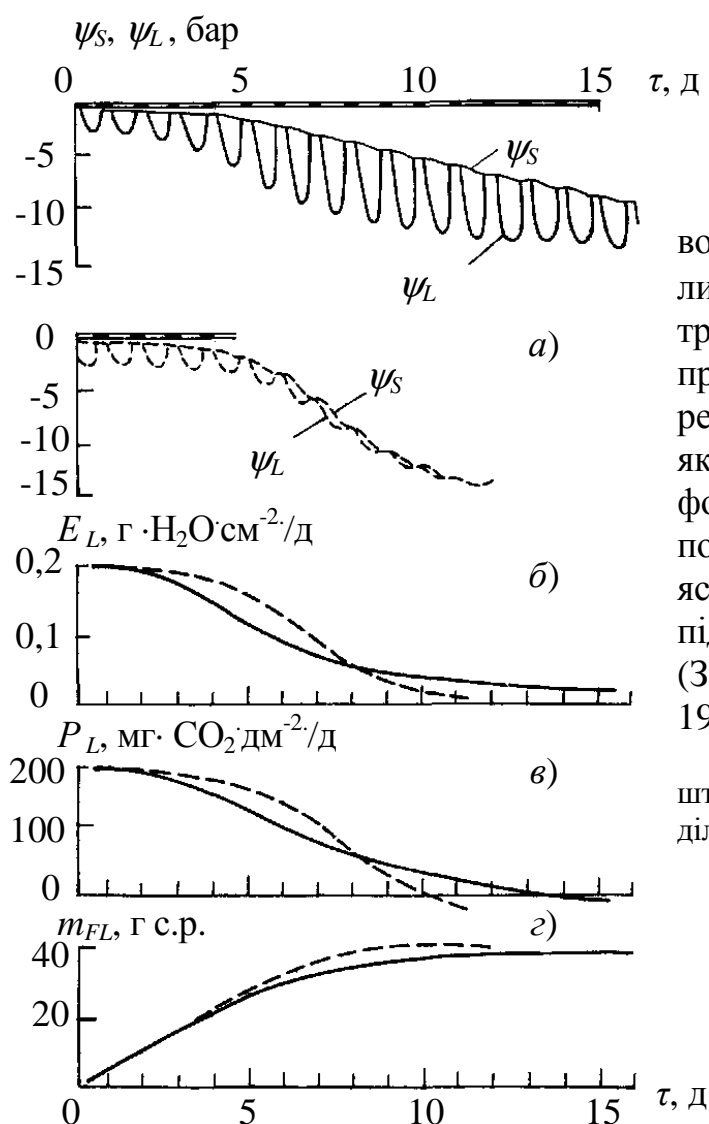 ψS, ψL, бар
0 5 10 15 τ, д
-5
ψS
-10
-15
ψL
0
а)
-5
ψS
-10
ψL
-15
EL, г ·H₂O·см⁻²·/д
0,2
б)
0,1
0
PL, мг· CO₂·дм⁻²·/д
200
в)
100
0
mFL, г с.р.
г)
40
20
0 5 10 15 τ, д
во
ли
тр
пр
ре
як
фо
по
яс
під
(З
19
шт
діл